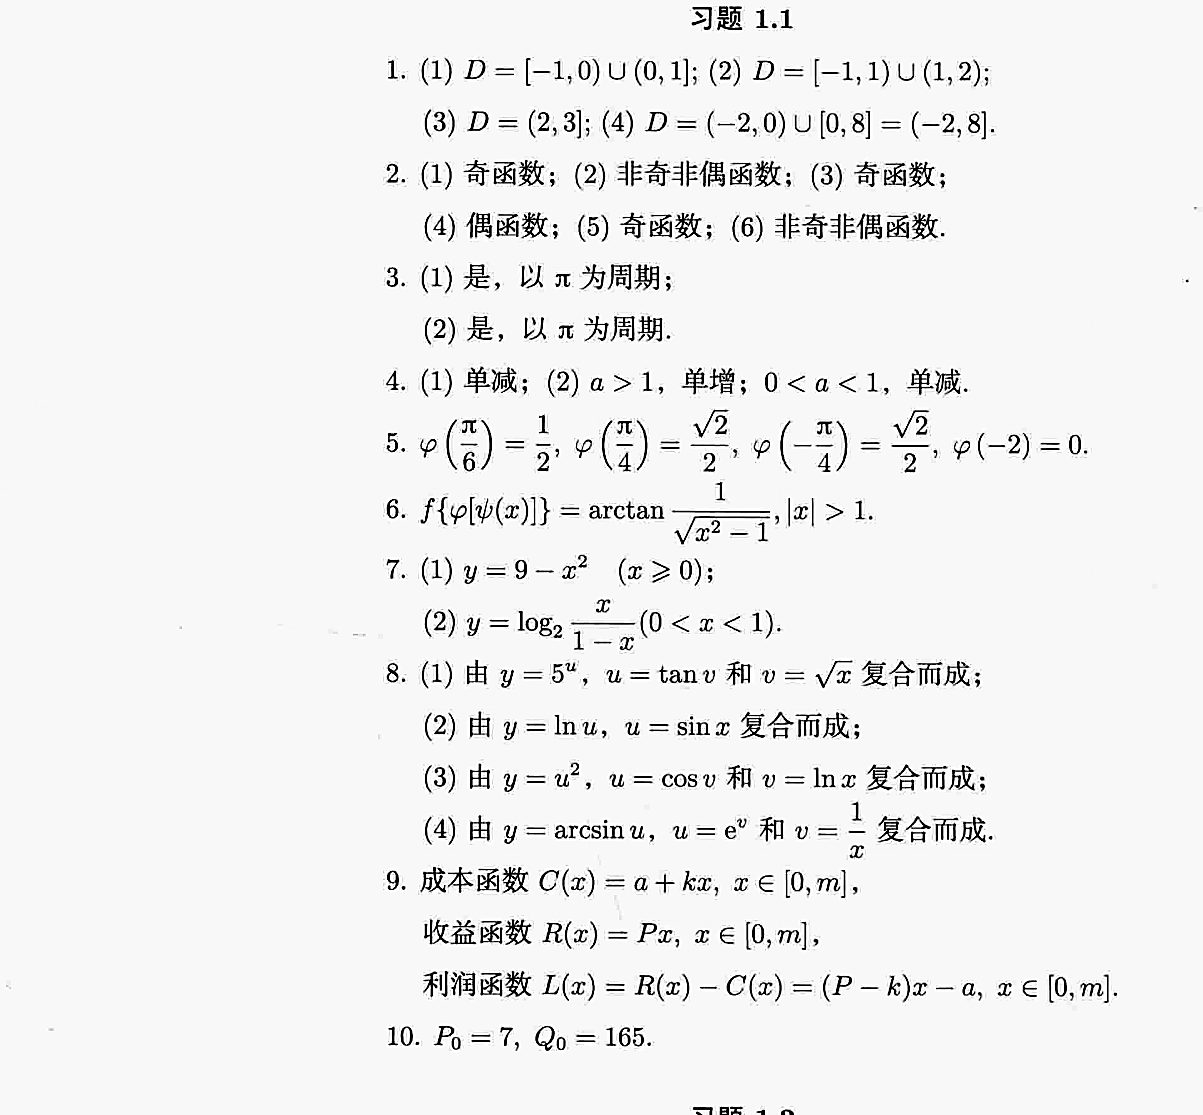 习题 1.1
1. (1) D = [−1, 0) ∪ (0, 1]; (2) D = [−1, 1) ∪ (1, 2);
(3) D = (2, 3]; (4) D = (−2, 0) ∪ [0, 8] = (−2, 8].
2. (1) 奇函数；(2) 非奇非偶函数；(3) 奇函数；
(4) 偶函数；(5) 奇函数；(6) 非奇非偶函数.
3. (1) 是，以 π 为周期；
(2) 是，以 π 为周期.
4. (1) 单减；(2) a > 1，单增；0 < a < 1，单减.
5. φ(π/6) = 1/2, φ(π/4) = √2/2, φ(−π/4) = √2/2, φ(−2) = 0.
6. f{φ[ψ(x)]} = arctan 1/√(x² − 1), |x| > 1.
7. (1) y = 9 − x² (x ⩾ 0);
(2) y = log₂ x/(1 − x) (0 < x < 1).
8. (1) 由 y = 5ᵘ，u = tan v 和 v = √x 复合而成；
(2) 由 y = ln u，u = sin x 复合而成；
(3) 由 y = u²，u = cos v 和 v = ln x 复合而成；
(4) 由 y = arcsin u，u = eᵛ 和 v = 1/x 复合而成.
9. 成本函数 C(x) = a + kx, x ∈ [0, m]，
收益函数 R(x) = Px, x ∈ [0, m]，
利润函数 L(x) = R(x) − C(x) = (P − k)x − a, x ∈ [0, m].
10. P₀ = 7, Q₀ = 165.